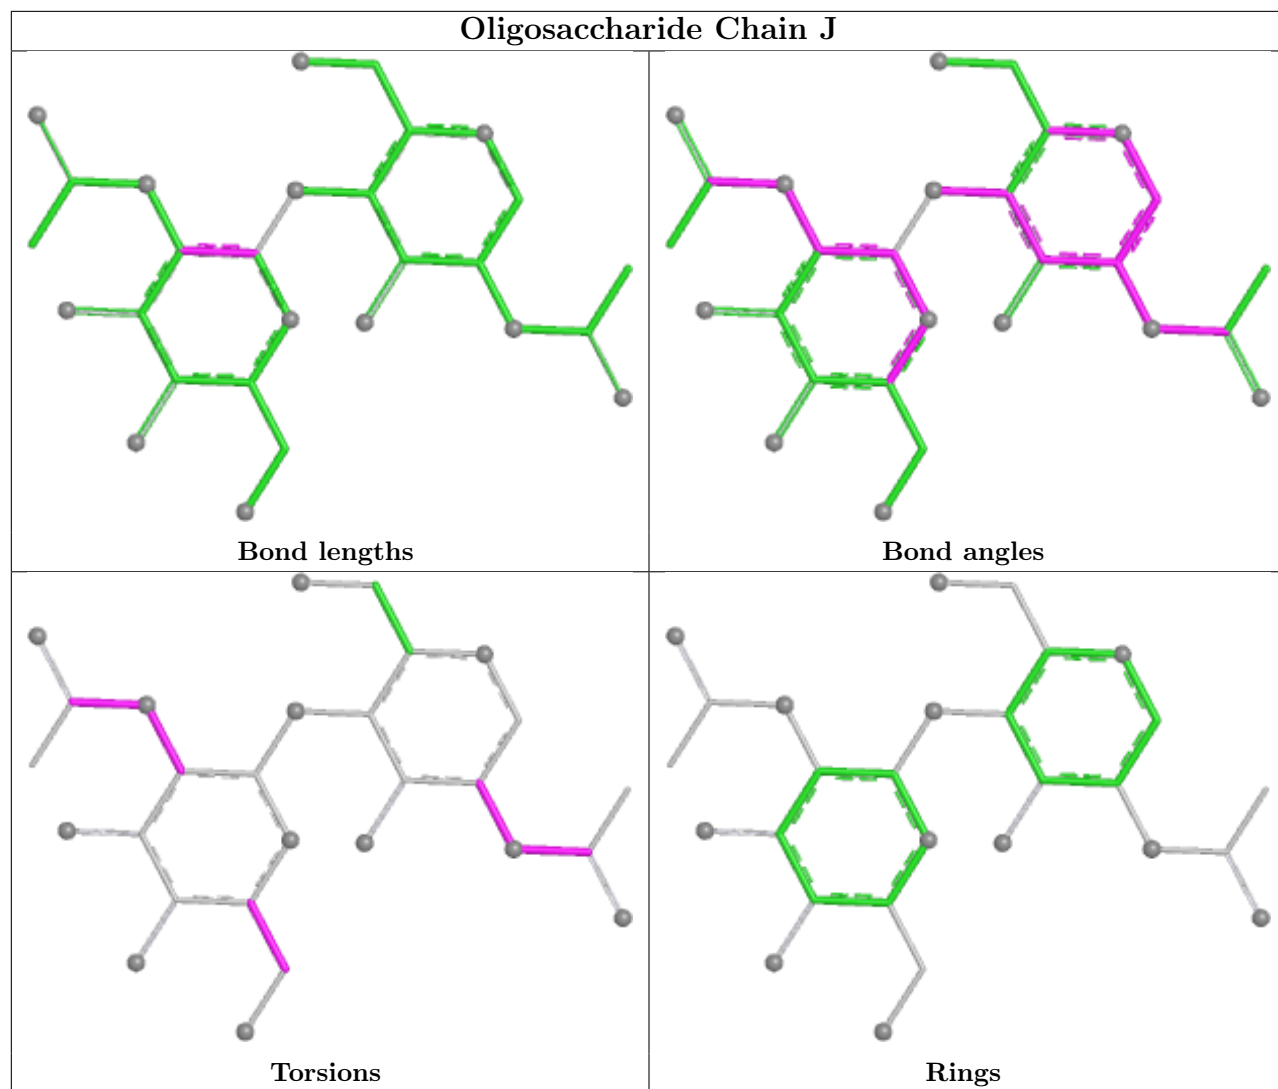 Oligosaccharide Chain J
Bond lengths
Bond angles
Torsions
Rings